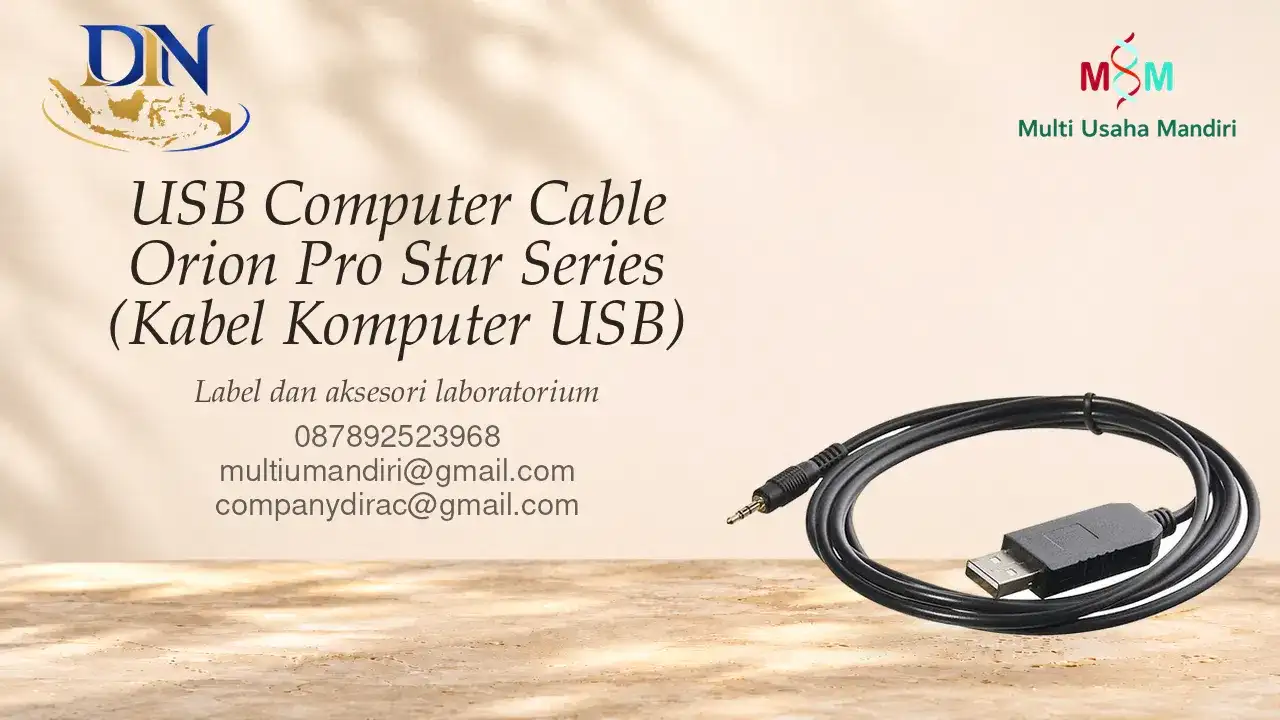 DN
M M
Multi Usaha Mandiri
USB Computer Cable
Orion Pro Star Series
(Kabel Komputer USB)
Label dan aksesori laboratorium
087892523968
multiumandiri@gmail.com
companydirac@gmail.com